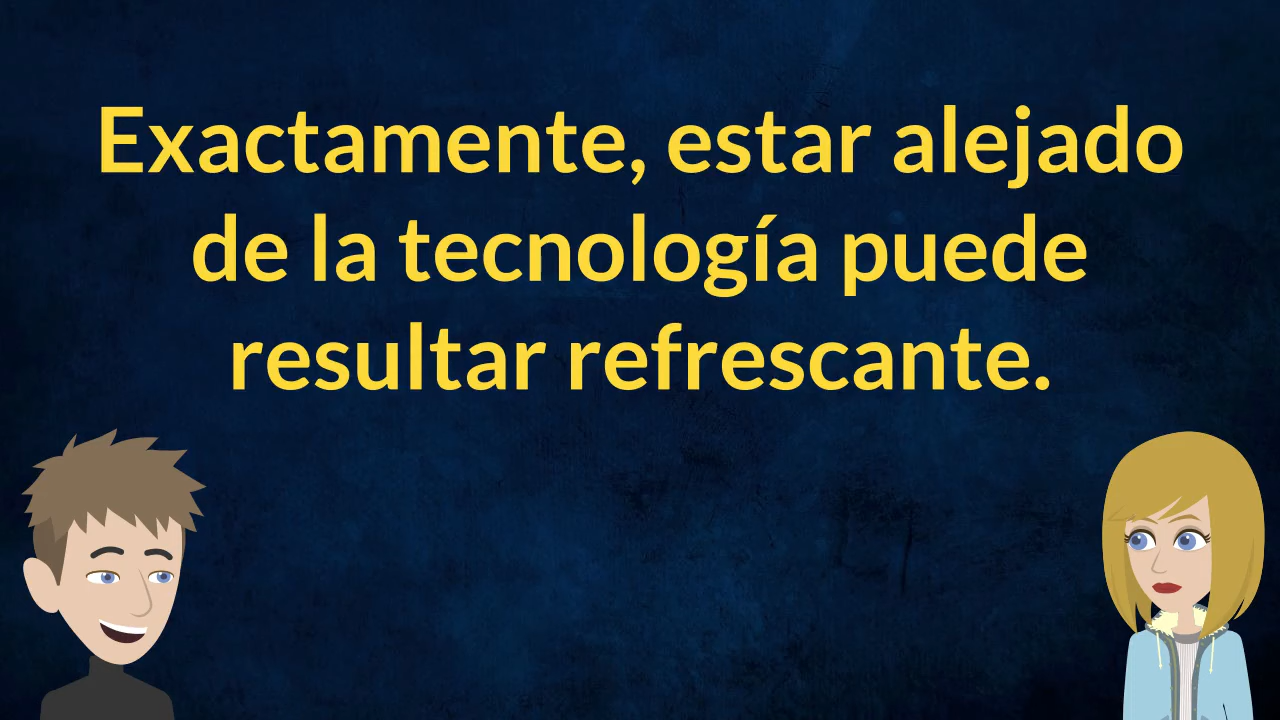 Exactamente, estar alejado
de la tecnología puede
resultar refrescante.